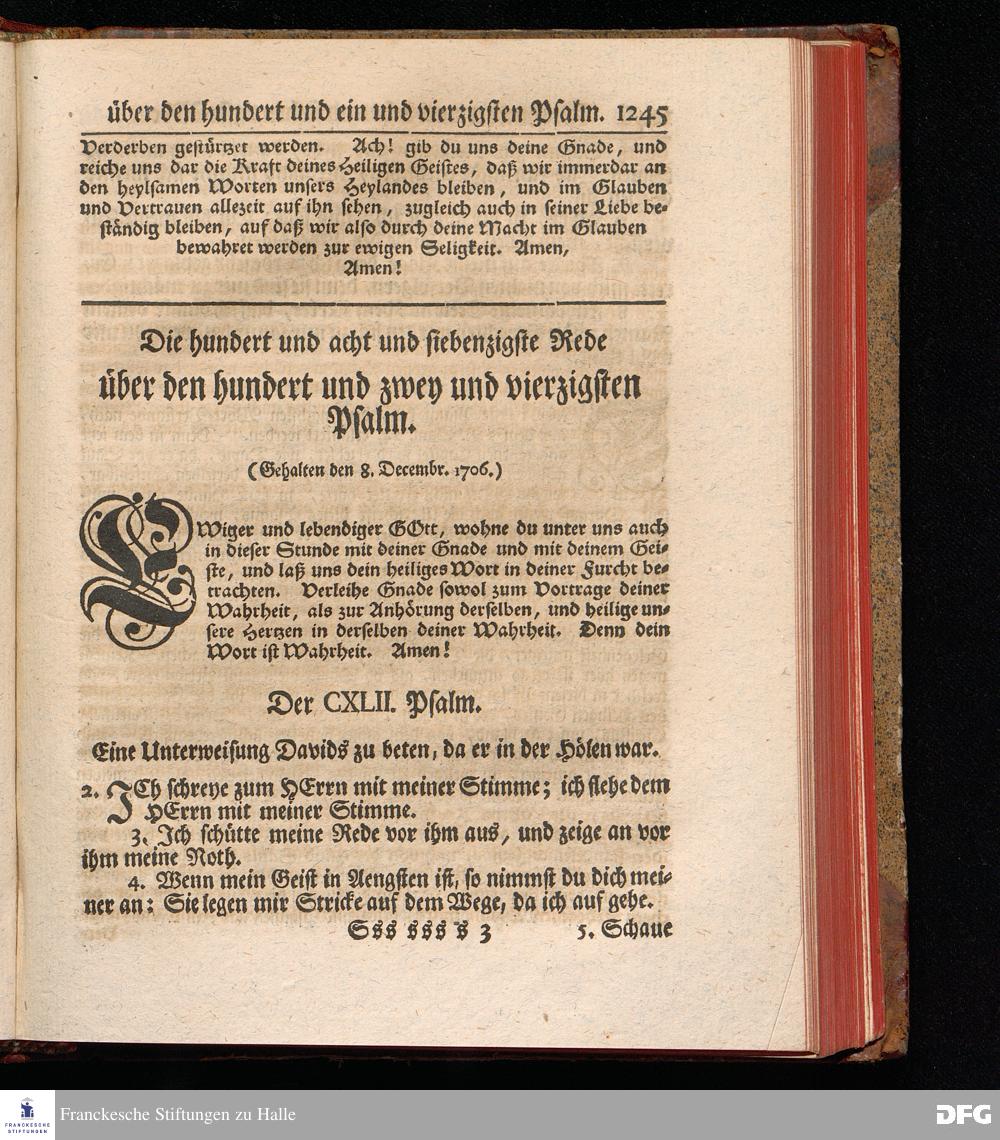 über den hundert und ein und vierzigſten Pſalm. 1245
Verderben geſtürtzet werden. Ach! gib du uns deine Gnade, und
reiche uns dar die Kraft deines Heiligen Geiſtes, daß wir immerdar an
den heylſamen Worten unſers Heylandes bleiben, und im Glauben
und Vertrauen allezeit auf ihn ſehen, zugleich auch in ſeiner Liebe be-
ſtändig bleiben, auf daß wir alſo durch deine Macht im Glauben
bewahret werden zur ewigen Seligkeit. Amen,
Amen!
Die hundert und acht und ſiebenzigſte Rede
über den hundert und zwey und vierzigſten
Pſalm.
(Gehalten den 8. Decembr. 1706.)
EWiger und lebendiger GOtt, wohne du unter uns auch
in dieſer Stunde mit deiner Gnade und mit deinem Gei-
ſte, und laß uns dein heiliges Wort in deiner Furcht be-
trachten. Verleihe Gnade ſowol zum Vortrage deiner
Wahrheit, als zur Anhörung derſelben, und heilige un-
ſere Hertzen in derſelben deiner Wahrheit. Denn dein
Wort iſt Wahrheit. Amen!
Der CXLII. Pſalm.
Eine Unterweiſung Davids zu beten, da er in der Hölen war.
2. ICh ſchreye zum HErrn mit meiner Stimme; ich flehe dem
HErrn mit meiner Stimme.
3. Ich ſchütte meine Rede vor ihm aus, und zeige an vor
ihm meine Noth.
4. Wenn mein Geiſt in Aengſten iſt, ſo nimmſt du dich mei-
ner an: Sie legen mir Stricke auf dem Wege, da ich auf gehe.
Sss sss s 3 5. Schaue
FRANCKESCHE
STIFTUNGEN
Franckesche Stiftungen zu Halle
DFG